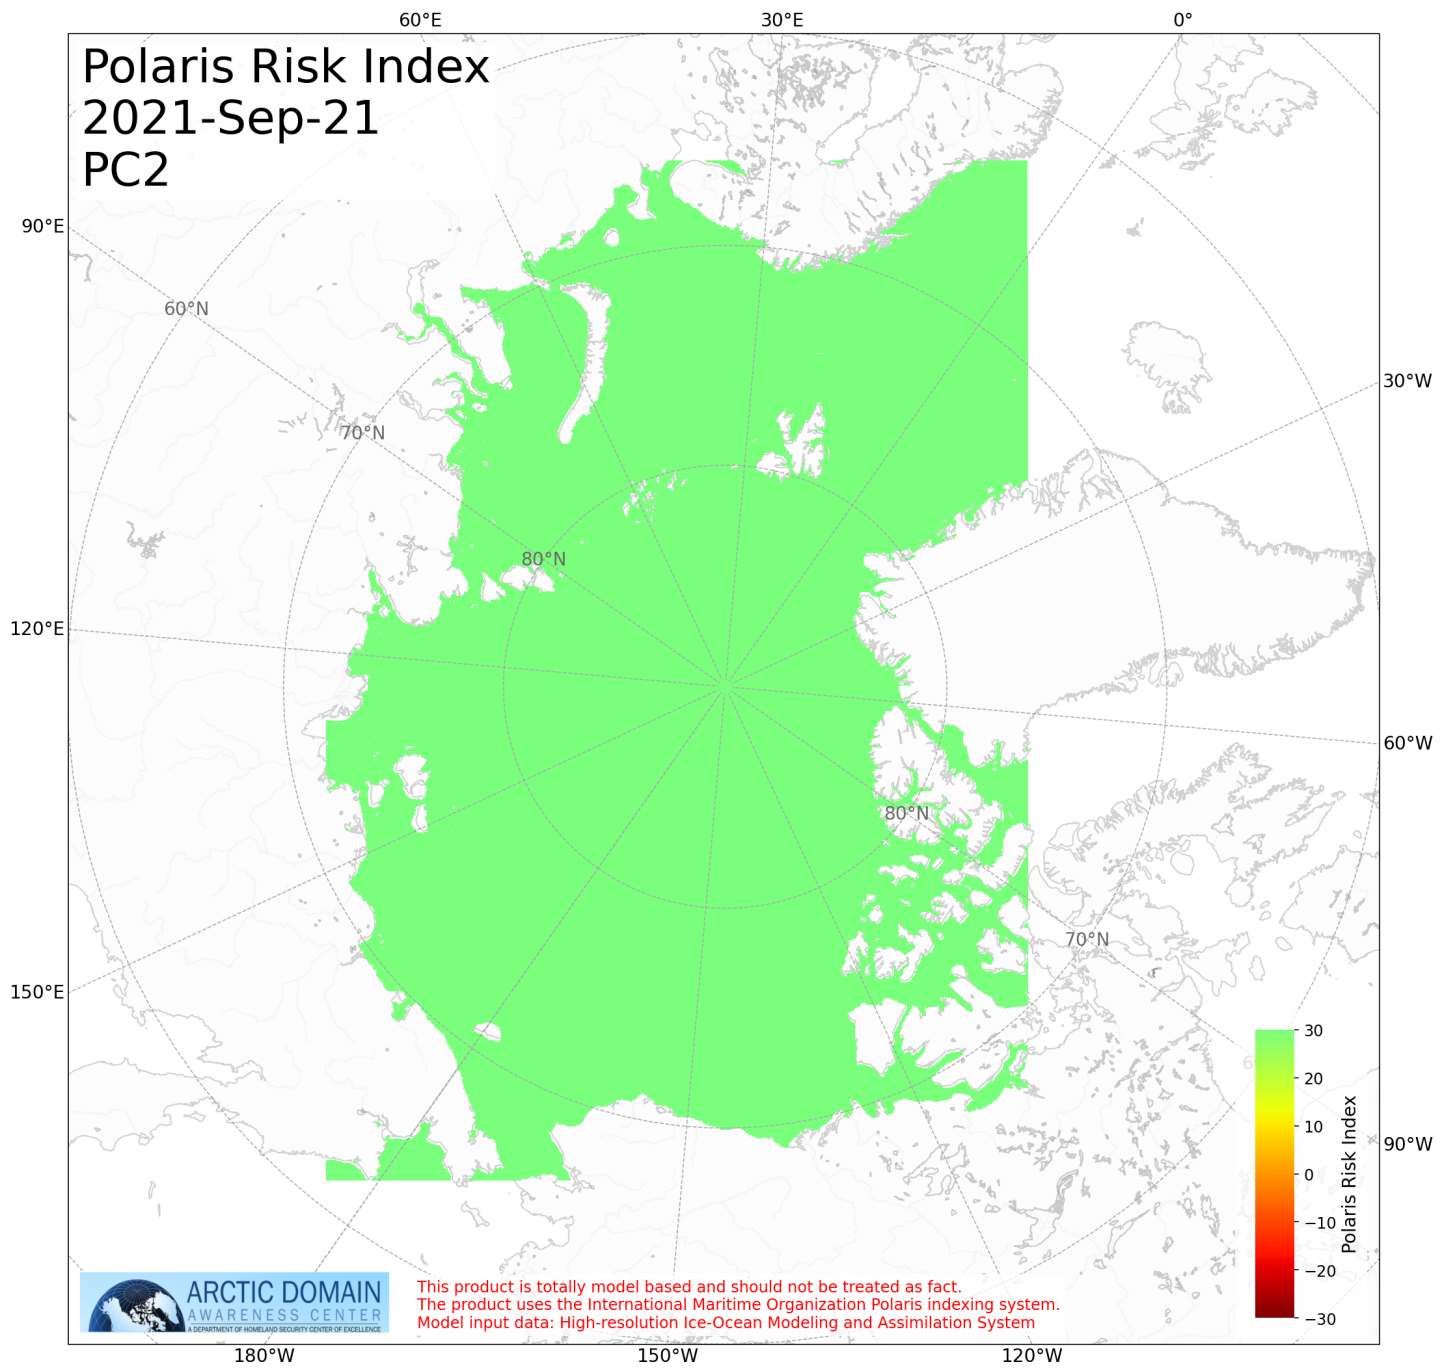 60°E
30°E
0°
Polaris Risk Index
2021-Sep-21
PC2
90°E
60°N
30°W
70°N
80°N
120°E
60°W
80°N
70°N
150°E
30
20
10
0
−10
−20
−30
Polaris Risk Index
90°W
ARCTIC DOMAIN
AWARENESS CENTER
A DEPARTMENT OF HOMELAND SECURITY CENTER OF EXCELLENCE
This product is totally model based and should not be treated as fact.
The product uses the International Maritime Organization Polaris indexing system.
Model input data: High-resolution Ice-Ocean Modeling and Assimilation System
180°W
150°W
120°W